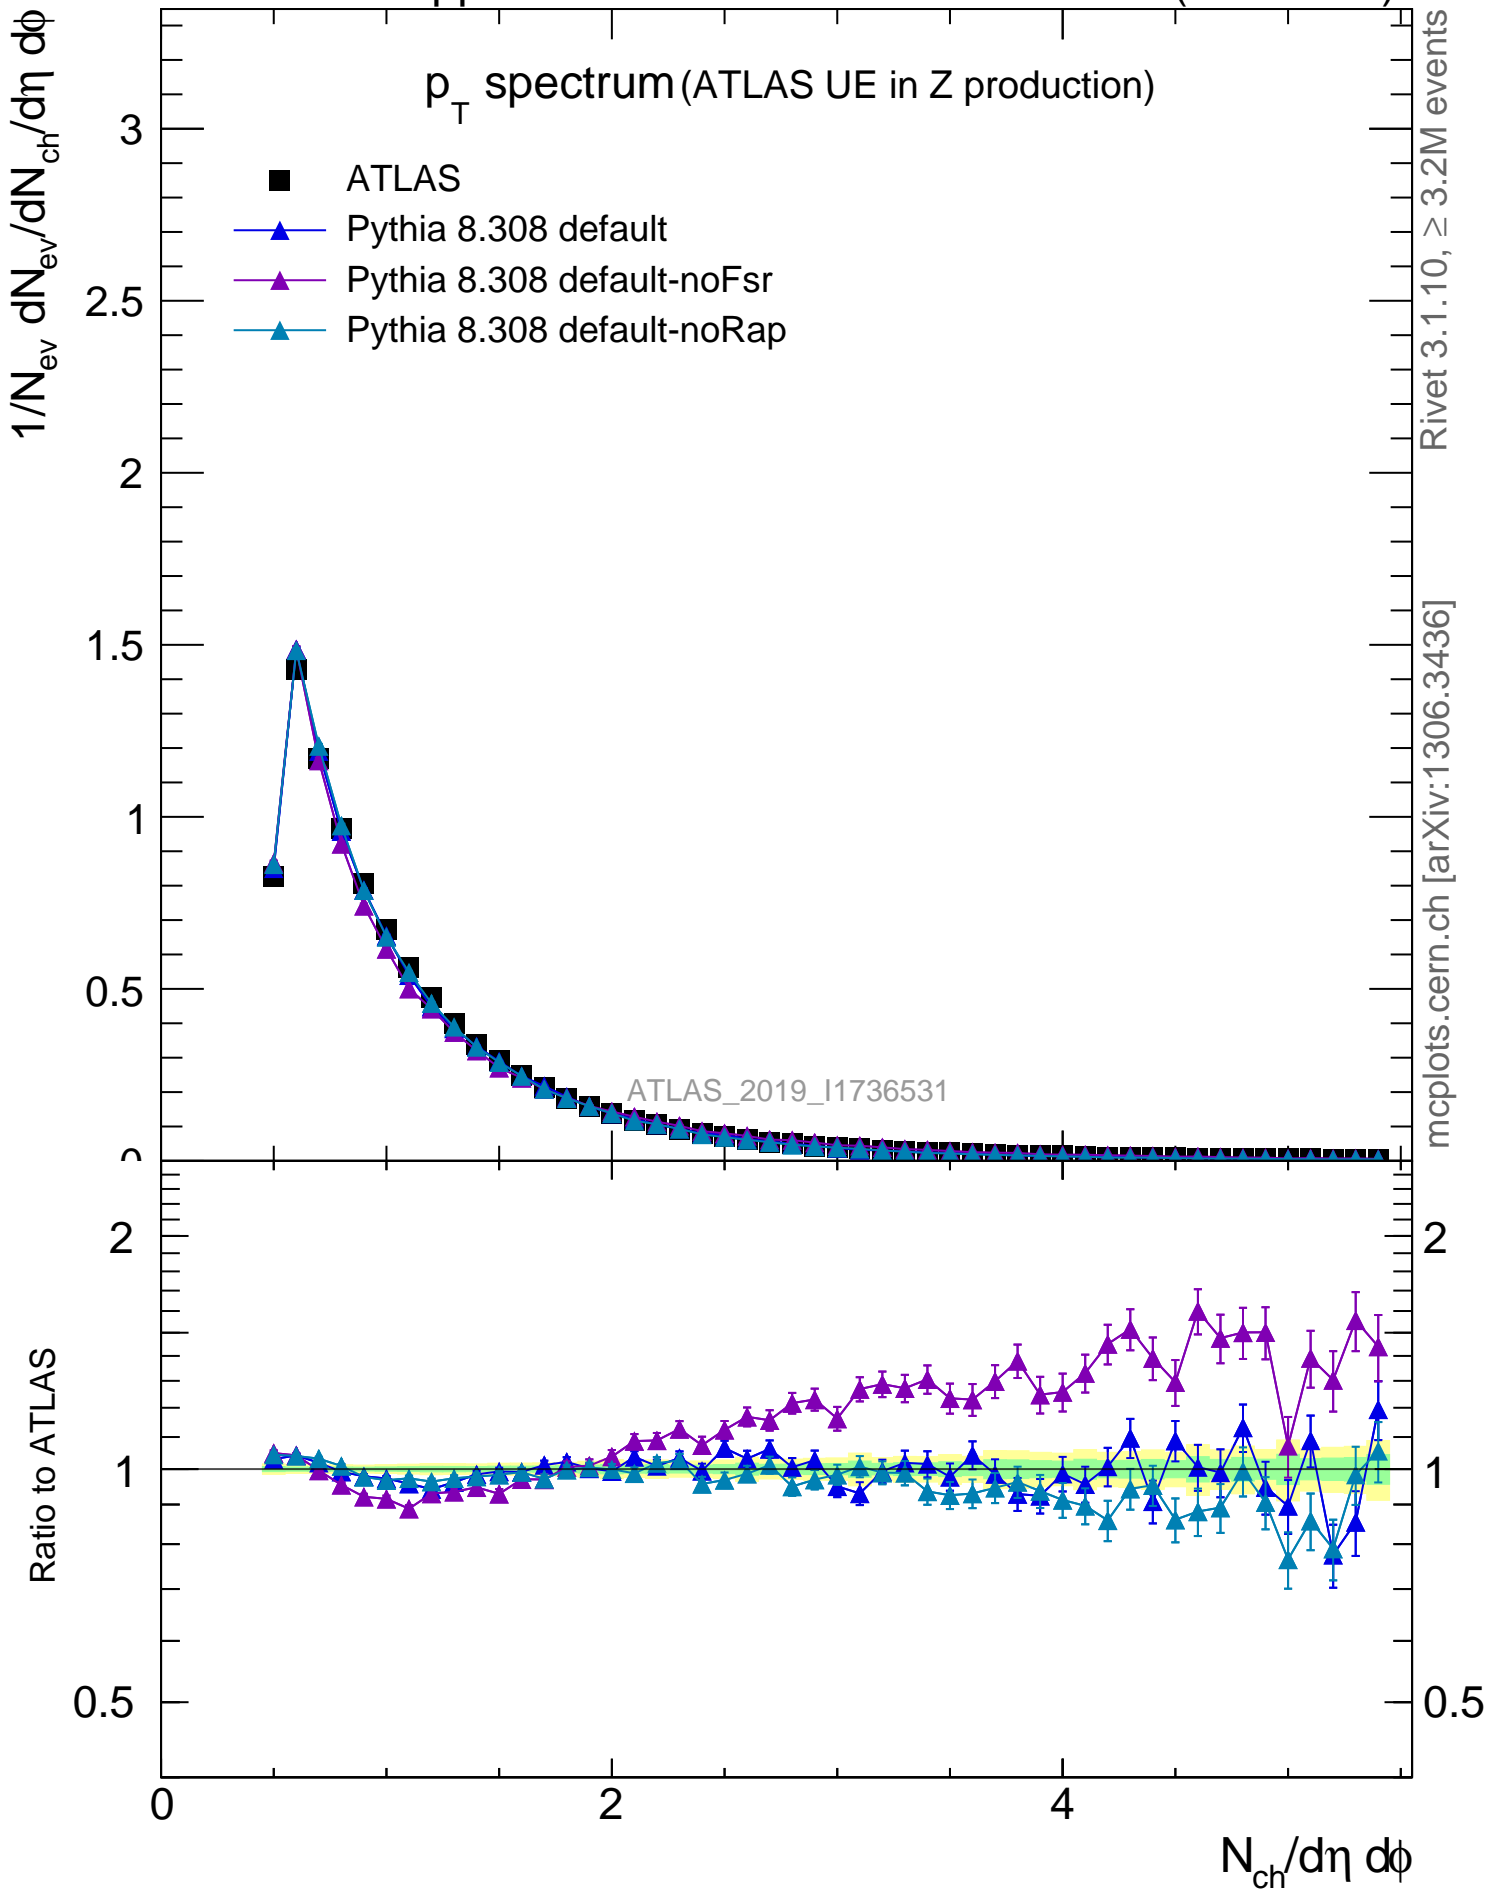 p_T spectrum (ATLAS UE in Z production)
1/N_ev dN_ev/dN_ch/dη dϕ
ATLAS
Pythia 8.308 default
Pythia 8.308 default-noFsr
Pythia 8.308 default-noRap
3
2.5
2
1.5
1
0.5
0
ATLAS_2019_I1736531
Rivet 3.1.10, ≥ 3.2M events
mcplots.cern.ch [arXiv:1306.3436]
Ratio to ATLAS
2
1
0.5
2
1
0.5
0
2
4
N_ch/dη dϕ